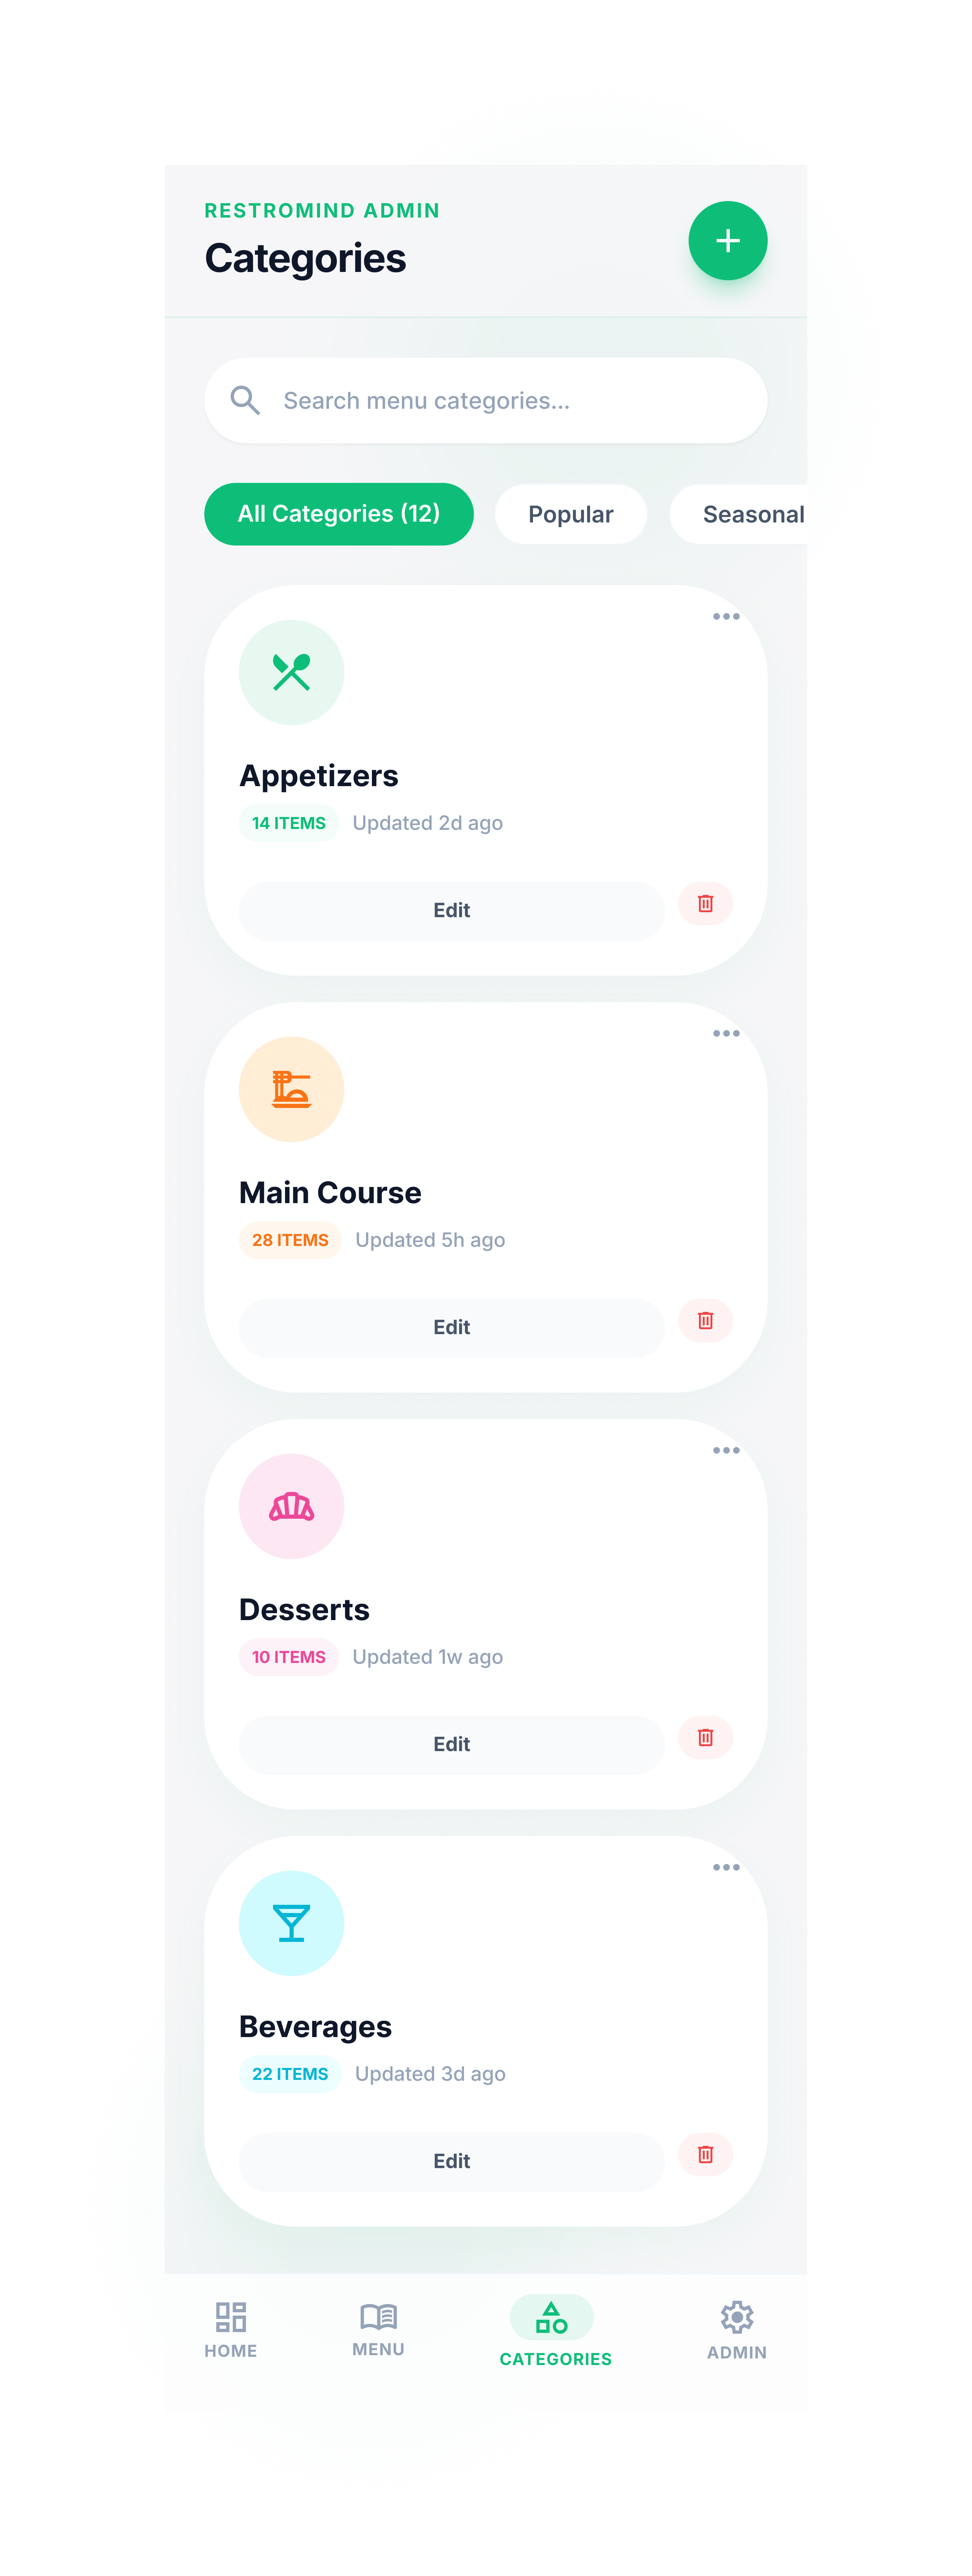 RESTROMIND ADMIN
Categories
Search menu categories...
All Categories (12) Popular Seasonal
Appetizers
14 ITEMS Updated 2d ago
Edit
Main Course
28 ITEMS Updated 5h ago
Edit
Desserts
10 ITEMS Updated 1w ago
Edit
Beverages
22 ITEMS Updated 3d ago
Edit
HOME MENU CATEGORIES ADMIN